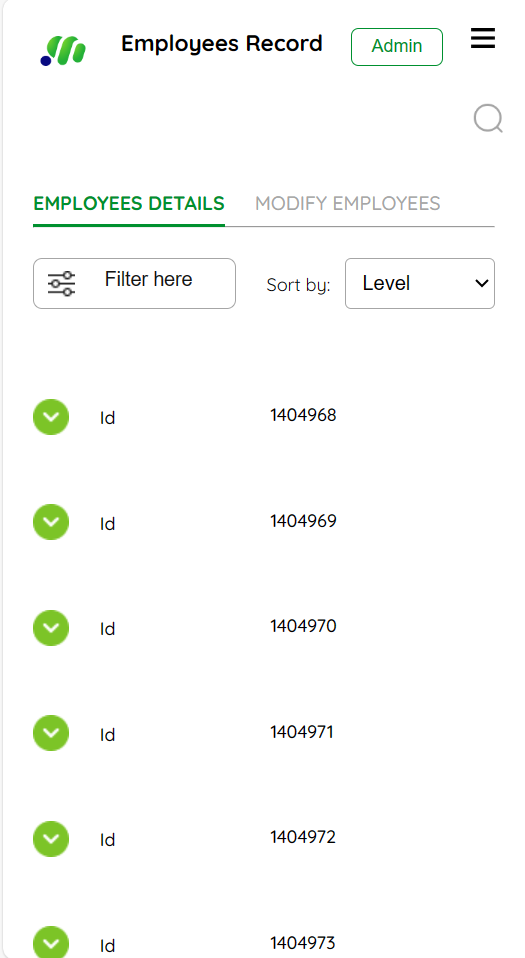 Employees Record Admin
EMPLOYEES DETAILS MODIFY EMPLOYEES
Filter here Sort by: Level
Id 1404968
Id 1404969
Id 1404970
Id 1404971
Id 1404972
Id 1404973